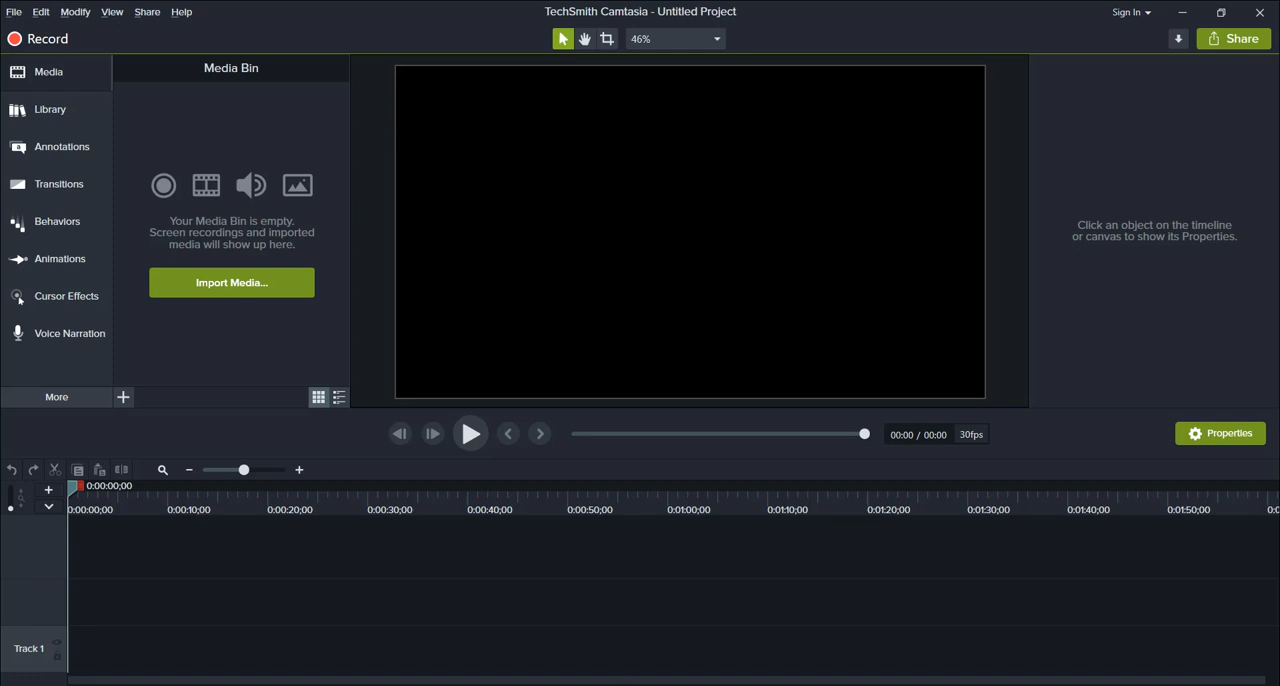 File Edit Modify View Share Help
TechSmith Camtasia - Untitled Project
Sign In
Record
46%
Share
Media
Library
Annotations
Transitions
Behaviors
Animations
Cursor Effects
Voice Narration
More
Media Bin
Your Media Bin is empty.
Screen recordings and imported
media will show up here.
Import Media...
Click an object on the timeline
or canvas to show its Properties.
00:00 / 00:00 30fps
Properties
0:00:00;00
0:00:00;00 0:00:10;00 0:00:20;00 0:00:30;00 0:00:40;00 0:00:50;00 0:01:00;00 0:01:10;00 0:01:20;00 0:01:30;00 0:01:40;00 0:01:50;00
Track 1